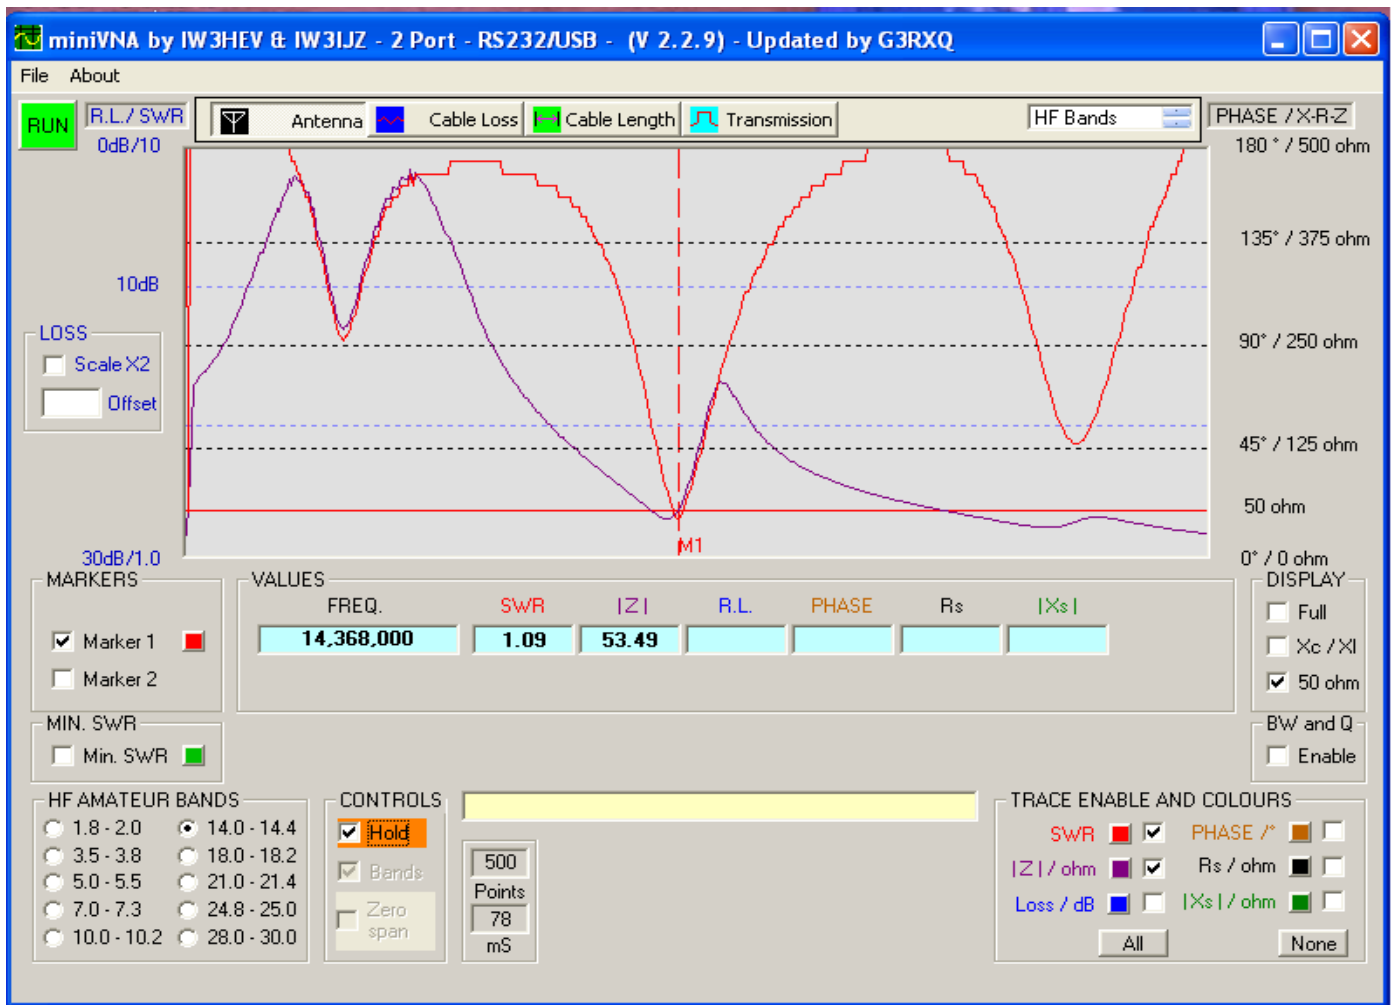 miniVNA by IW3HEV & IW3IJZ - 2 Port - RS232/USB - (V 2.2.9) - Updated by G3RXQ
File About
RUN R.L./ SWR Antenna Cable Loss Cable Length Transmission HF Bands PHASE / X-R-Z
0dB/10 180 ° / 500 ohm
135° / 375 ohm
10dB
LOSS
Scale X2
90° / 250 ohm
Offset
45° / 125 ohm
50 ohm
M1
30dB/1.0 0° / 0 ohm
MARKERS VALUES DISPLAY
FREQ. SWR |Z| R.L. PHASE Rs |Xs|
Full
Marker 1 14,368,000 1.09 53.49 Xc / Xl
Marker 2 50 ohm
MIN. SWR BW and Q
Min. SWR Enable
HF AMATEUR BANDS CONTROLS TRACE ENABLE AND COLOURS
1.8 - 2.0 14.0 - 14.4 Hold SWR PHASE /°
3.5 - 3.8 18.0 - 18.2 Bands 500 |Z| / ohm Rs / ohm
5.0 - 5.5 21.0 - 21.4 Points
7.0 - 7.3 24.8 - 25.0 Zero span 78 Loss / dB |Xs| / ohm
10.0 - 10.2 28.0 - 30.0 mS All None